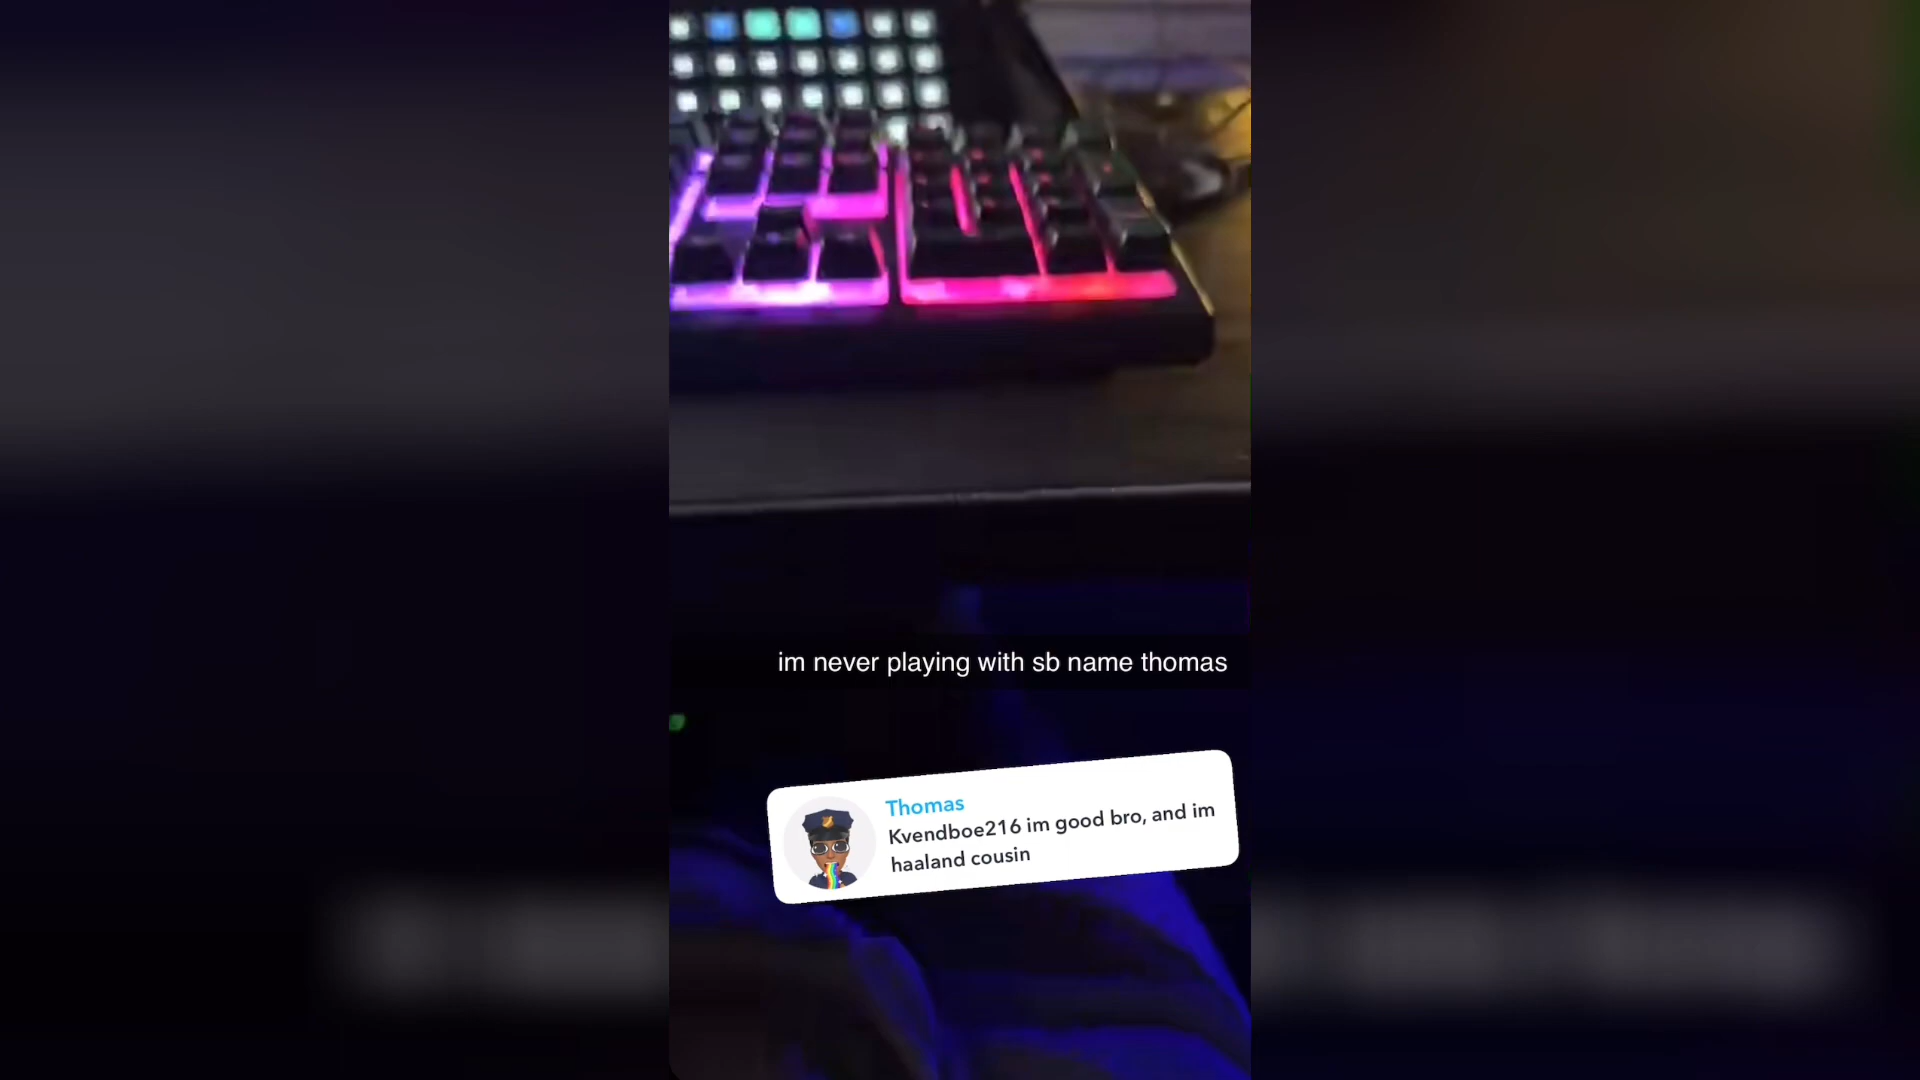 im never playing with sb name thomas
Thomas
Kvendboe216 im good bro, and im
haaland cousin